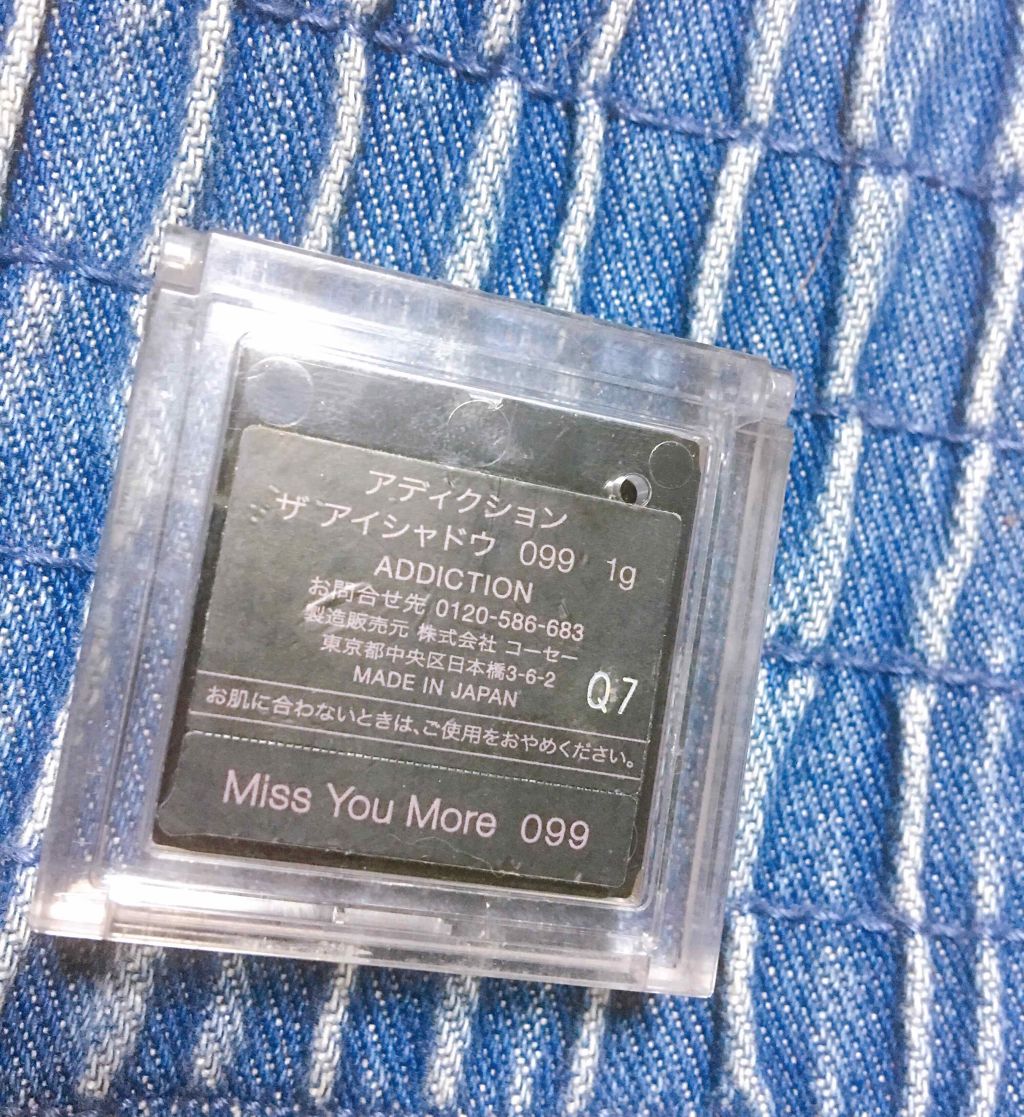 アディクション
ザ アイシャドウ 099 1g
ADDICTION
お問合せ先 0120-586-683
製造販売元 株式会社 コーセー
東京都中央区日本橋3-6-2
MADE IN JAPAN
Q7
お肌に合わないときは、ご使用をおやめください。
Miss You More 099